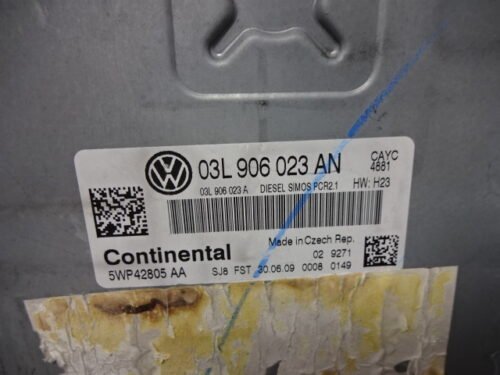 03L 906 023 AN
CAYC
4681
03L 906 023 A DIESEL SIMOS PCR2.1
HW: H23
Continental
Made in Czech Rep.
02 9271
5WP42805 AA
SJ8 FST 30.06.09 0008 0149